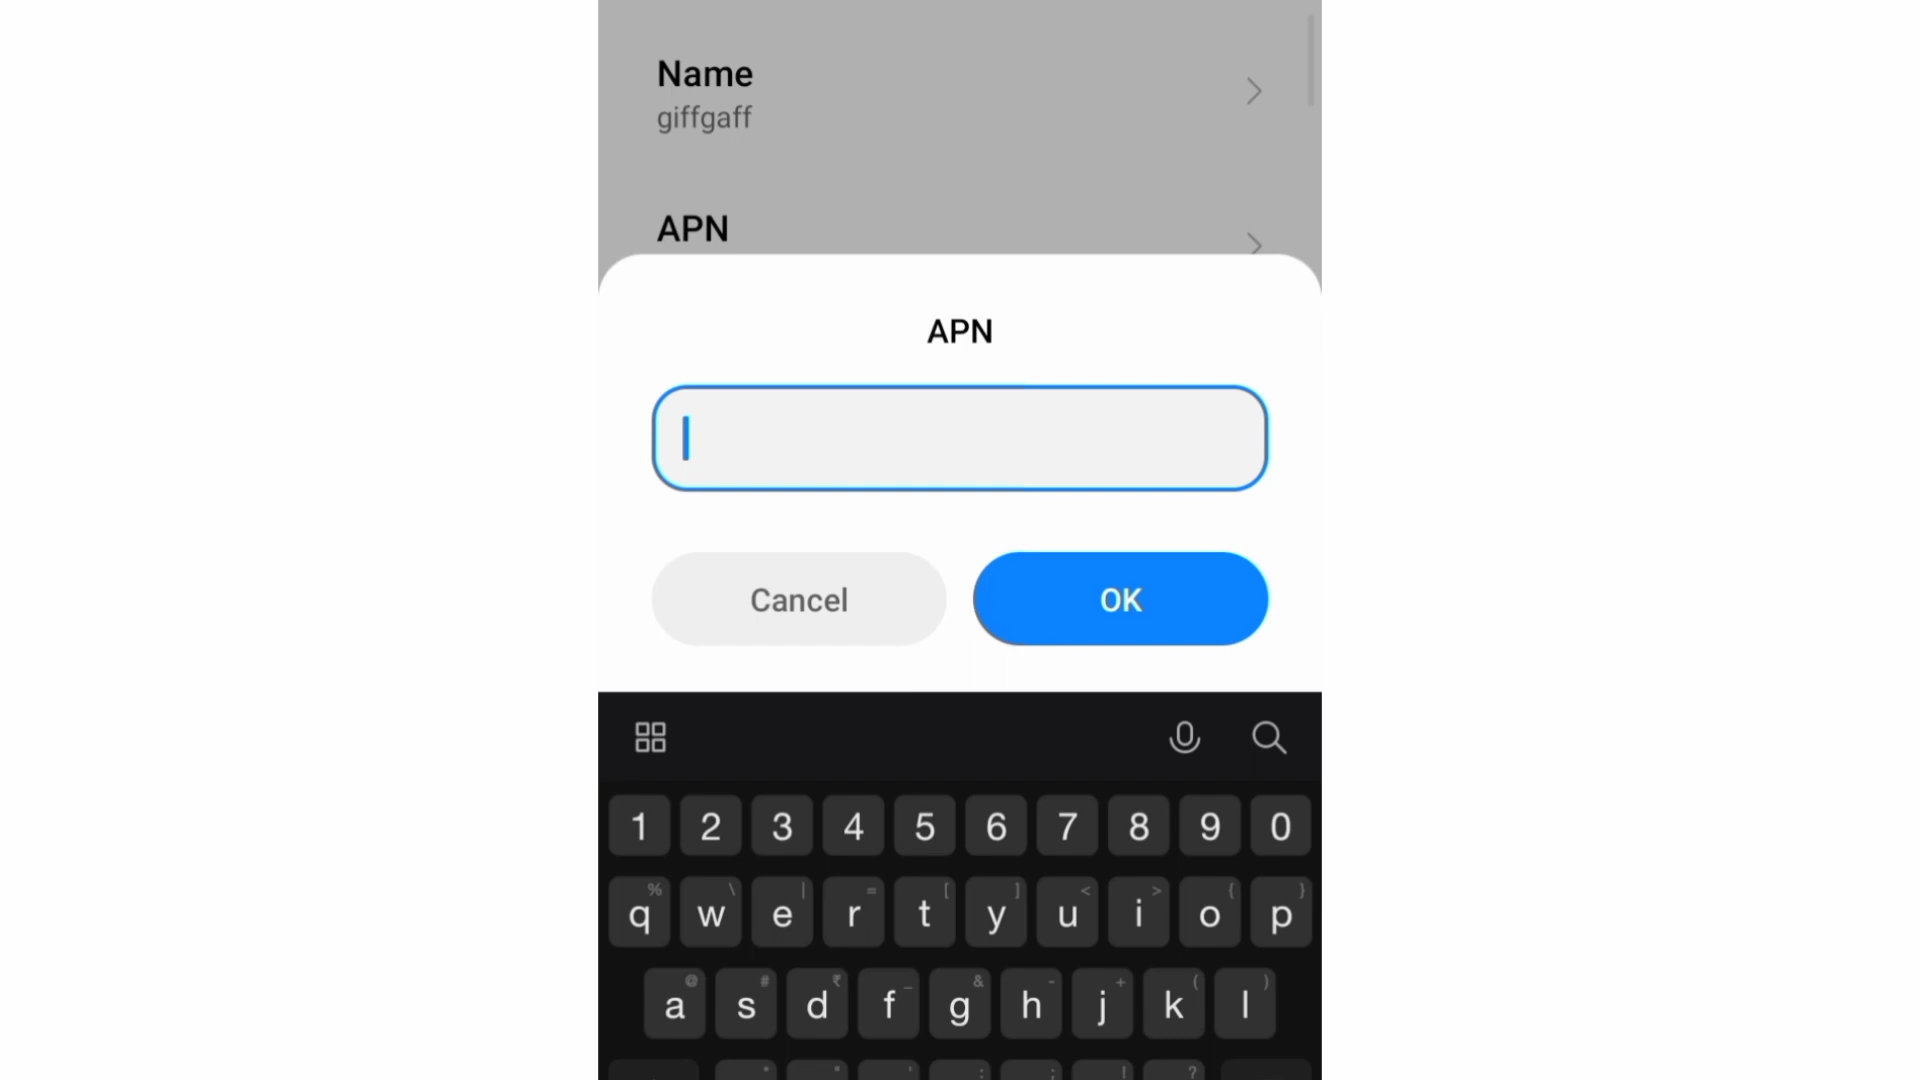 Name
giffgaff
APN
APN
Cancel
OK
1 2 3 4 5 6 7 8 9 0
% \ | = [ ] < > { }
q w e r t y u i o p
@ # ₹ _ & - + ( )
a s d f g h j k l
* " ' : ; ! ?